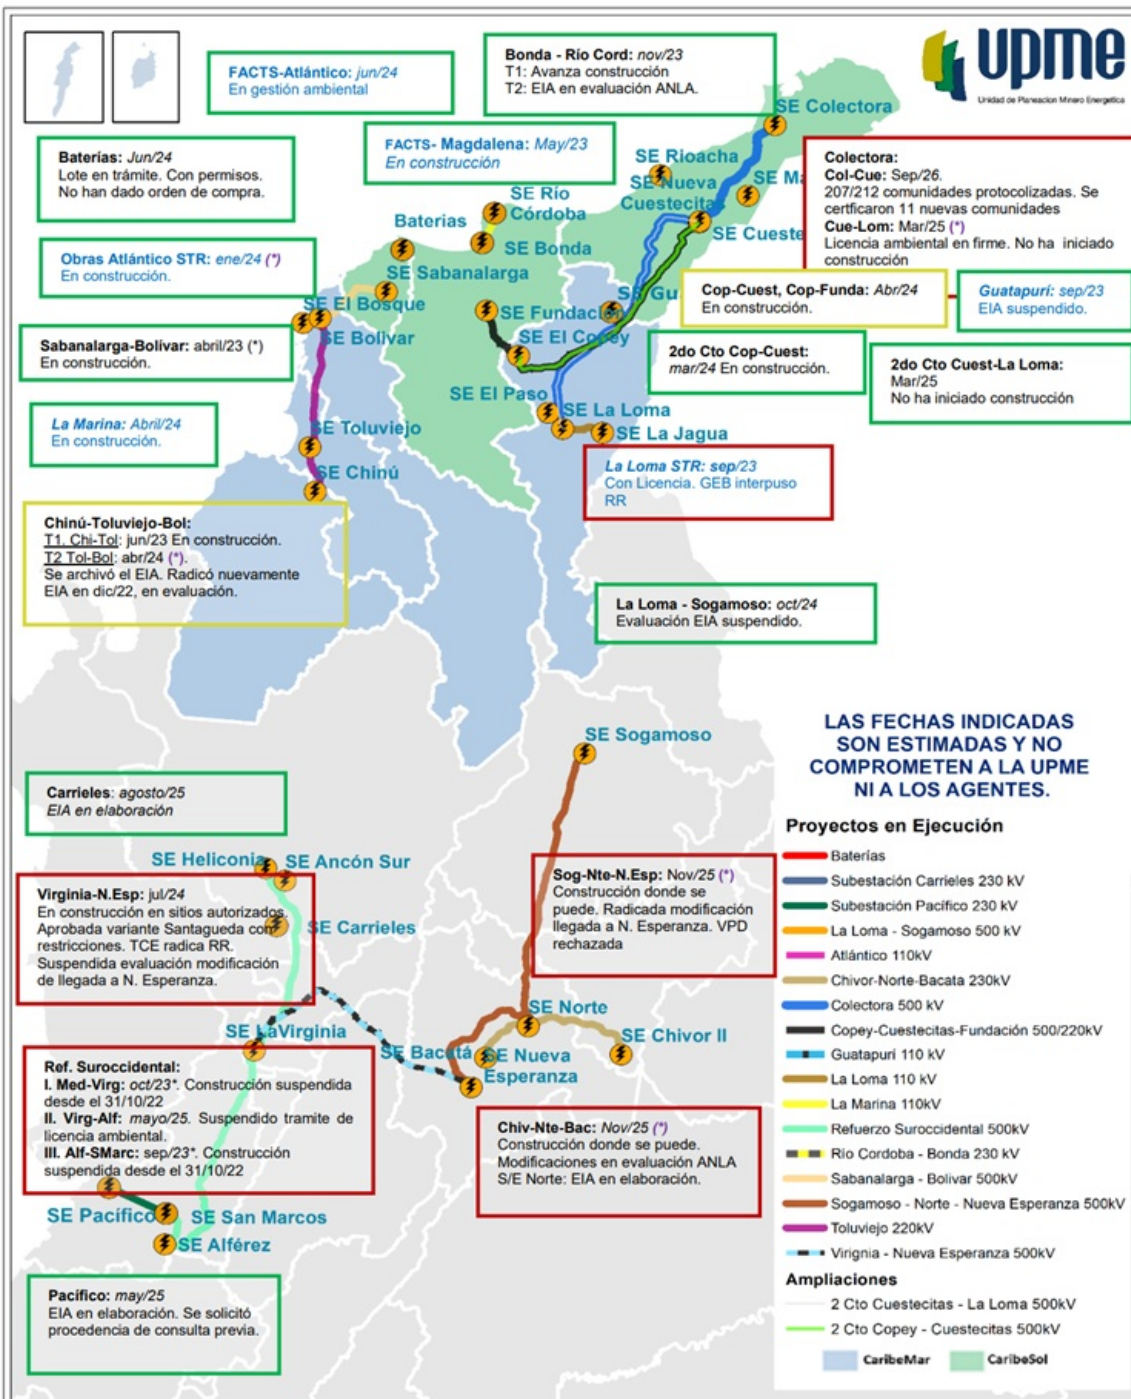 upme
Unidad de Planeación Minero Energética
FACTS-Atlántico: jun/24
En gestión ambiental
Bonda - Río Cord: nov/23
T1: Avanza construcción
T2: EIA en evaluación ANLA.
Baterías: Jun/24
Lote en trámite. Con permisos.
No han dado orden de compra.
FACTS- Magdalena: May/23
En construcción
Colectora:
Col-Cue: Sep/26.
207/212 comunidades protocolizadas. Se
certficaron 11 nuevas comunidades
Cue-Lom: Mar/25 (*)
Licencia ambiental en firme. No ha iniciado
construcción
SE Colectora
SE Rioacha
SE Nueva
Cuestecitas
SE Ma
SE Cueste
SE Río
Córdoba
Baterias
SE Bonda
SE Sabanalarga
Obras Atlántico STR: ene/24 (*)
En construcción.
SE El Bosque
SE Bolívar
SE Fundación
SE Gu
SE El Copey
Cop-Cuest, Cop-Funda: Abr/24
En construcción.
Guatapurí: sep/23
EIA suspendido.
Sabanalarga-Bolívar: abril/23 (*)
En construcción.
2do Cto Cop-Cuest:
mar/24 En construcción.
2do Cto Cuest-La Loma:
Mar/25
No ha iniciado construcción
SE El Paso
SE La Loma
SE La Jagua
La Marina: Abril/24
En construcción.
SE Toluviejo
SE Chinú
La Loma STR: sep/23
Con Licencia. GEB interpuso
RR
Chinú-Toluviejo-Bol:
T1. Chi-Tol: jun/23 En construcción.
T2 Tol-Bol: abr/24 (*).
Se archivó el EIA. Radicó nuevamente
EIA en dic/22, en evaluación.
La Loma - Sogamoso: oct/24
Evaluación EIA suspendido.
SE Sogamoso
LAS FECHAS INDICADAS
SON ESTIMADAS Y NO
COMPROMETEN A LA UPME
NI A LOS AGENTES.
Carrieles: agosto/25
EIA en elaboración
SE Heliconia
SE Ancón Sur
Virginia-N.Esp: jul/24
En construcción en sitios autorizados.
Aprobada variante Santagueda con
restricciones. TCE radica RR.
Suspendida evaluación modificación
de llegada a N. Esperanza.
SE Carrieles
Sog-Nte-N.Esp: Nov/25 (*)
Construcción donde se
puede. Radicada modificación
llegada a N. Esperanza. VPD
rechazada
SE LaVirginia
SE Norte
SE Chivor II
SE Bacatá
SE Nueva
Esperanza
Ref. Suroccidental:
I. Med-Virg: oct/23*. Construcción suspendida
desde el 31/10/22
II. Virg-Alf: mayo/25. Suspendido tramite de
licencia ambiental.
III. Alf-SMarc: sep/23*. Construcción
suspendida desde el 31/10/22
Chiv-Nte-Bac: Nov/25 (*)
Construcción donde se puede.
Modificaciones en evaluación ANLA
S/E Norte: EIA en elaboración.
SE Pacífico
SE San Marcos
SE Alférez
Pacífico: may/25
EIA en elaboración. Se solicitó
procedencia de consulta previa.
Proyectos en Ejecución
Baterías
Subestación Carrieles 230 kV
Subestación Pacífico 230 kV
La Loma - Sogamoso 500 kV
Atlántico 110kV
Chivor-Norte-Bacata 230kV
Colectora 500 kV
Copey-Cuestecitas-Fundación 500/220kV
Guatapurí 110 kV
La Loma 110 kV
La Marina 110kV
Refuerzo Suroccidental 500kV
Río Cordoba - Bonda 230 kV
Sabanalarga - Bolivar 500kV
Sogamoso - Norte - Nueva Esperanza 500kV
Toluviejo 220kV
Virignia - Nueva Esperanza 500kV
Ampliaciones
2 Cto Cuestecitas - La Loma 500kV
2 Cto Copey - Cuestecitas 500kV
CaribeMar
CaribeSol